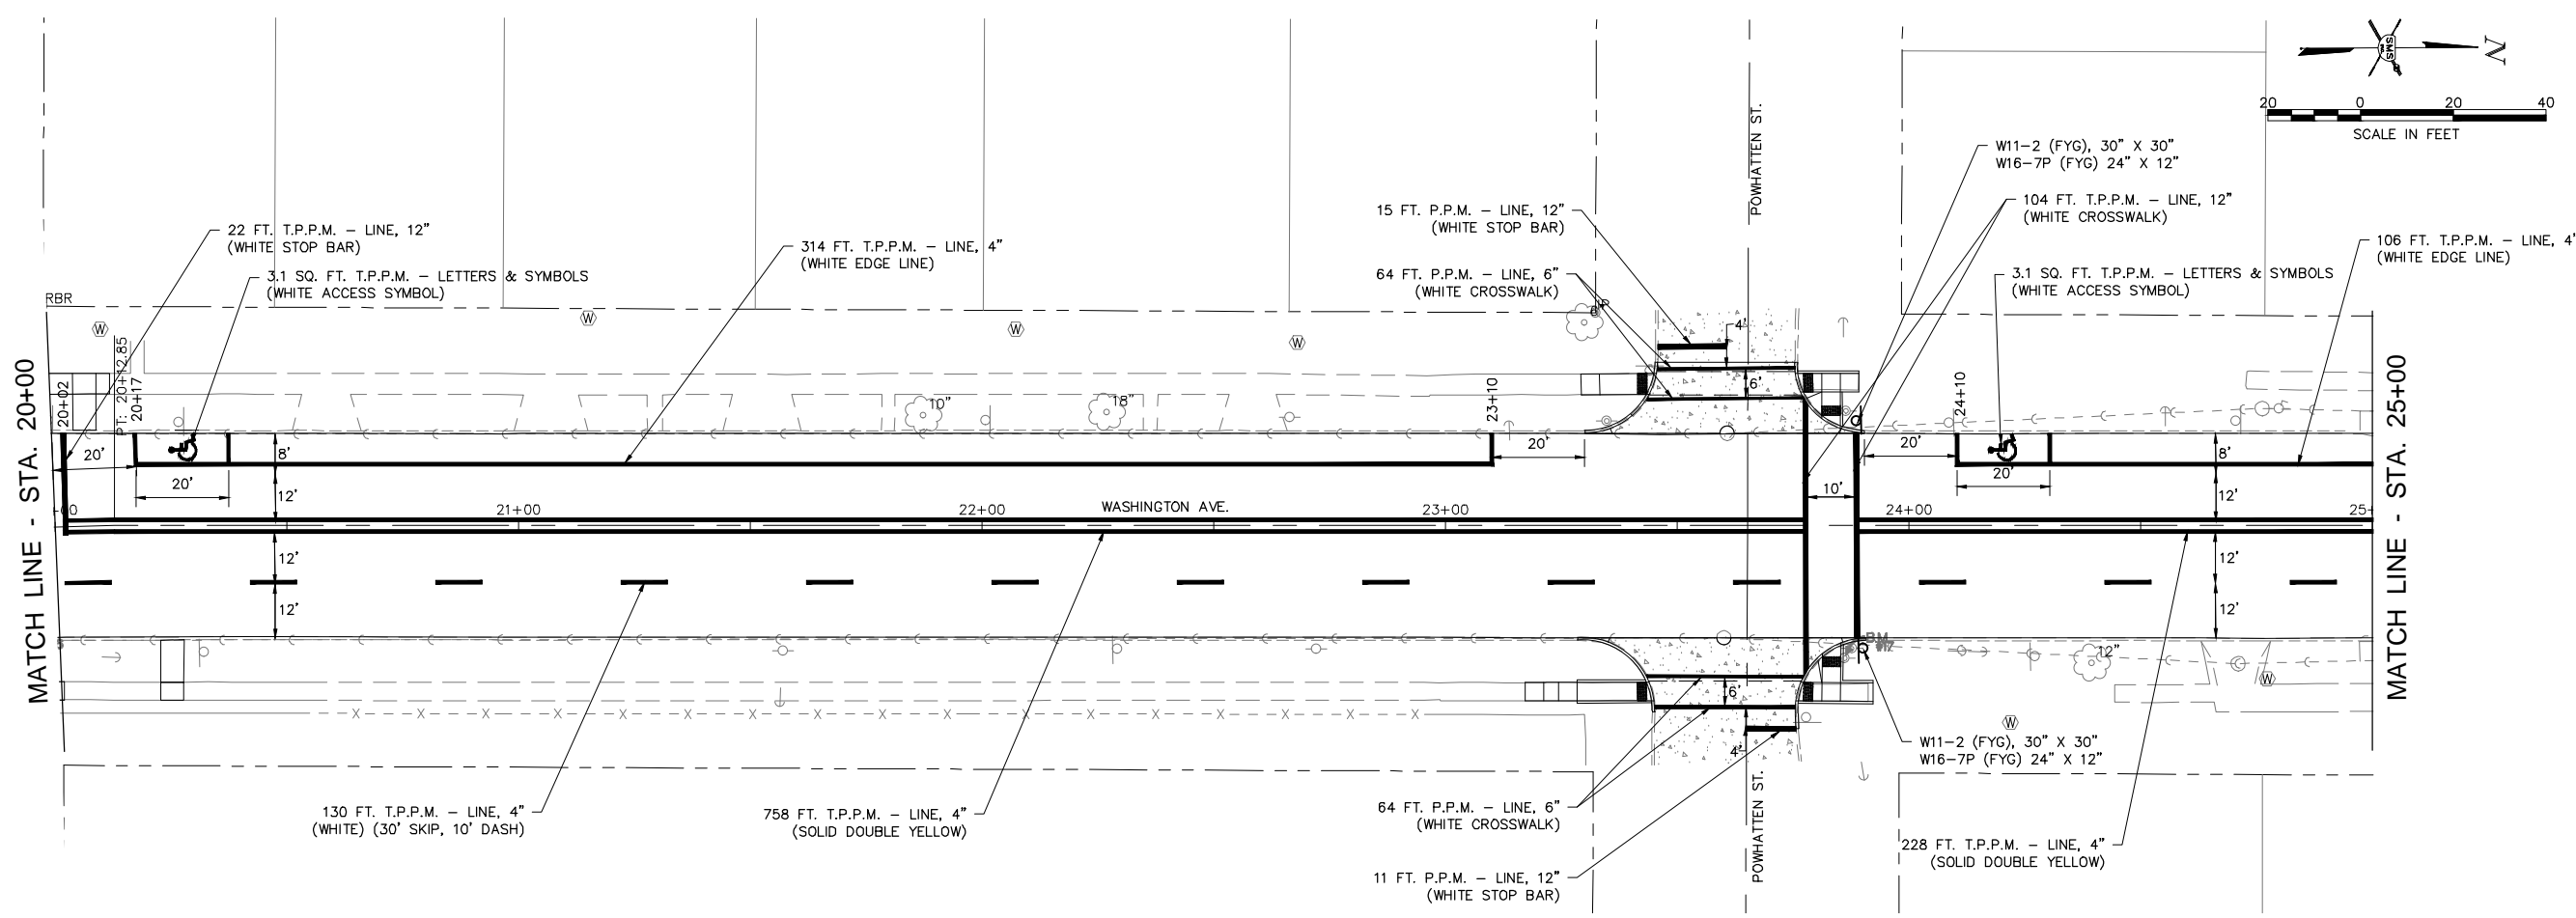 N
SMS
20 0 20 40
SCALE IN FEET
W11-2 (FYG), 30" X 30"
W16-7P (FYG) 24" X 12"
POWHATTEN ST.
104 FT. T.P.P.M. – LINE, 12"
(WHITE CROSSWALK)
15 FT. P.P.M. – LINE, 12"
(WHITE STOP BAR)
22 FT. T.P.P.M. – LINE, 12"
(WHITE STOP BAR)
314 FT. T.P.P.M. – LINE, 4"
(WHITE EDGE LINE)
106 FT. T.P.P.M. – LINE, 4"
(WHITE EDGE LINE)
3.1 SQ. FT. T.P.P.M. – LETTERS & SYMBOLS
(WHITE ACCESS SYMBOL)
64 FT. P.P.M. – LINE, 6"
(WHITE CROSSWALK)
3.1 SQ. FT. T.P.P.M. – LETTERS & SYMBOLS
(WHITE ACCESS SYMBOL)
RBR
W
W
W
W
4'
MATCH LINE - STA. 20+00
20+02
PT: 20+12.85
20+17
10"
18"
23+10
6'
24+10
MATCH LINE - STA. 25+00
20'
8'
20'
20'
8'
20'
12'
20'
10'
12'
+00
21+00
22+00
WASHINGTON AVE.
23+00
24+00
25+
12'
12'
12'
12'
BM
12"
W
6'
W
4'
W11-2 (FYG), 30" X 30"
W16-7P (FYG) 24" X 12"
130 FT. T.P.P.M. – LINE, 4"
(WHITE) (30' SKIP, 10' DASH)
758 FT. T.P.P.M. – LINE, 4"
(SOLID DOUBLE YELLOW)
64 FT. P.P.M. – LINE, 6"
(WHITE CROSSWALK)
POWHATTEN ST.
228 FT. T.P.P.M. – LINE, 4"
(SOLID DOUBLE YELLOW)
11 FT. P.P.M. – LINE, 12"
(WHITE STOP BAR)